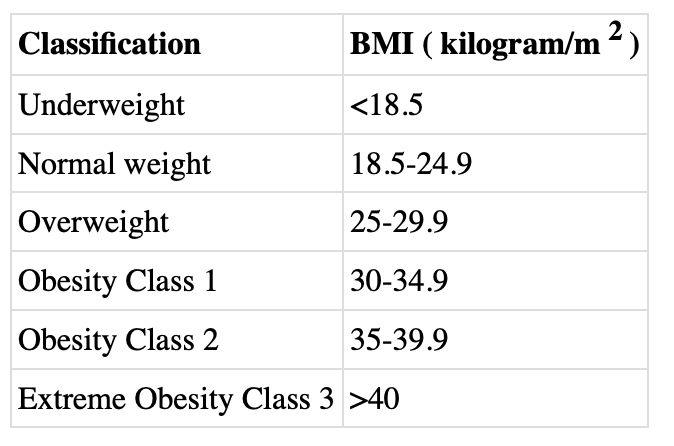 Classification BMI ( kilogram/m 2 )
Underweight <18.5
Normal weight 18.5-24.9
Overweight 25-29.9
Obesity Class 1 30-34.9
Obesity Class 2 35-39.9
Extreme Obesity Class 3 >40